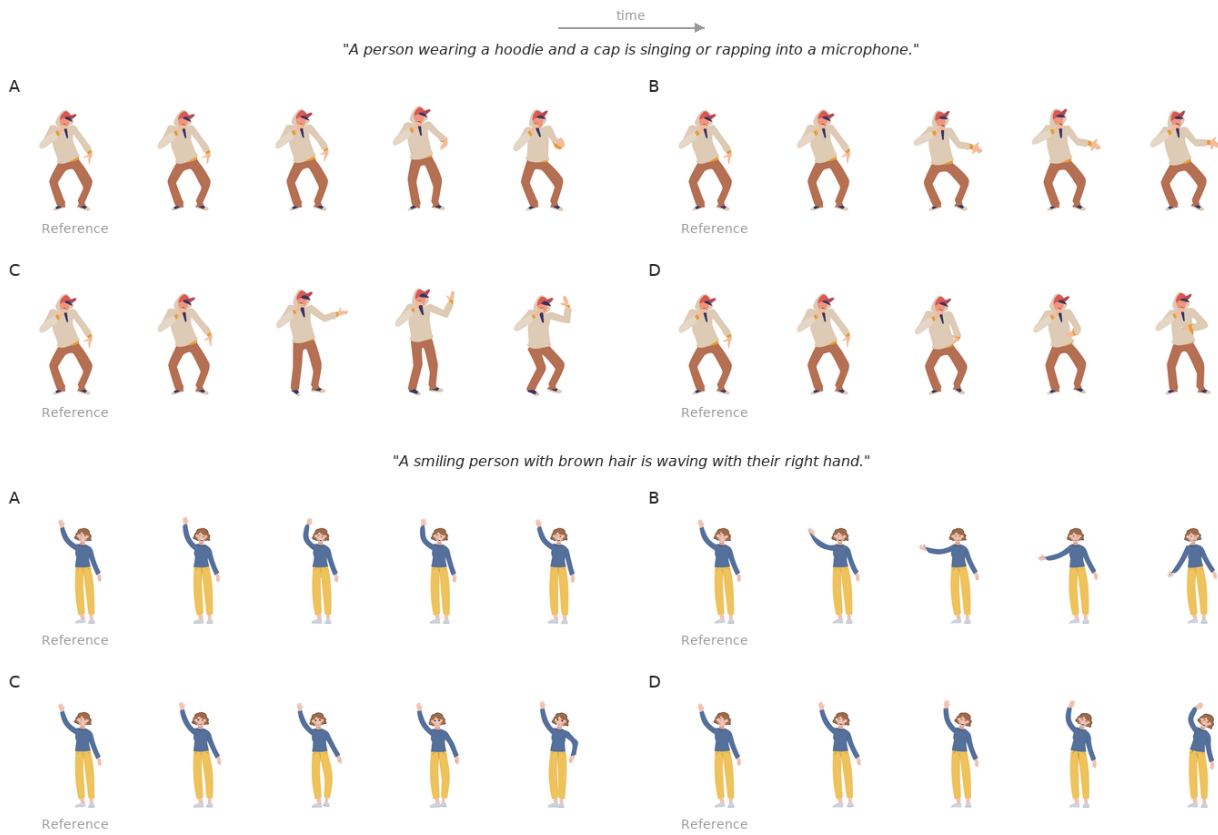 time
"A person wearing a hoodie and a cap is singing or rapping into a microphone."
A
B
Reference
Reference
C
D
Reference
Reference
"A smiling person with brown hair is waving with their right hand."
A
B
Reference
Reference
C
D
Reference
Reference